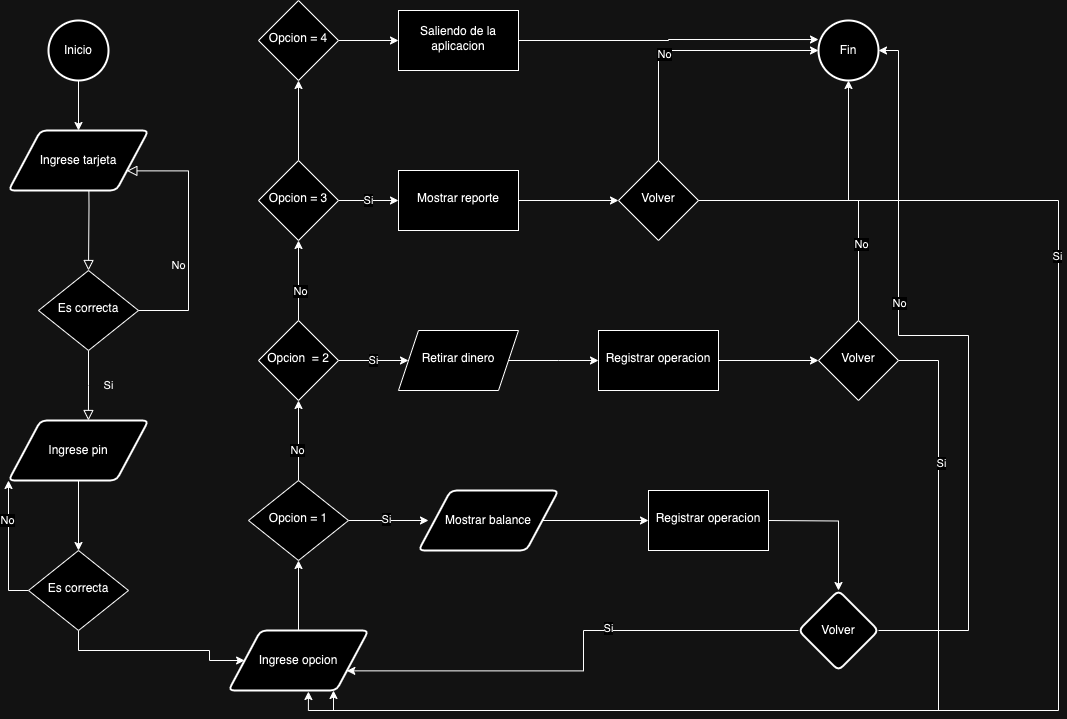 Opcion = 4
Saliendo de la
aplicacion
Inicio
Fin
No
Ingrese tarjeta
Opcion = 3
Si
Mostrar reporte
Volver
No
No
Si
No
No
Es correcta
Opcion  = 2
Si
Retirar dinero
Registrar operacion
Volver
Si
Ingrese pin
No
Si
No
Opcion = 1
Si
Mostrar balance
Registrar operacion
Es correcta
Si
Volver
Ingrese opcion